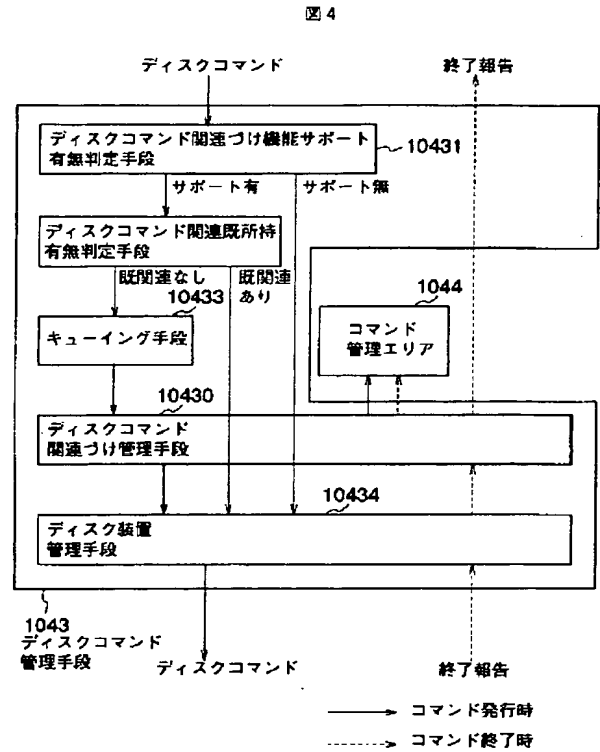 図4
ディスクコマンド
終了報告
ディスクコマンド関連づけ機能サポート
有無判定手段
10431
サポート有
サポート無
ディスクコマンド関連既所持
有無判定手段
既関連なし
既関連
あり
10433
キューイング手段
1044
コマンド
管理エリア
10430
ディスクコマンド
関連づけ管理手段
10434
ディスク装置
管理手段
1043
ディスクコマンド
管理手段
ディスクコマンド
終了報告
コマンド発行時
コマンド終了時